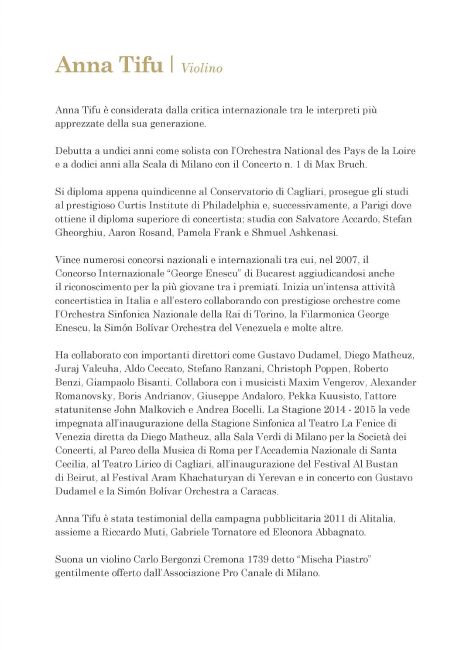 Anna Tifu | Violino
Anna Tifu è considerata dalla critica internazionale tra le interpreti più
apprezzate della sua generazione.
Debutta a undici anni come solista con l'Orchestra National des Pays de la Loire
e a dodici anni alla Scala di Milano con il Concerto n. 1 di Max Bruch.
Si diploma appena quindicenne al Conservatorio di Cagliari, prosegue gli studi
al prestigioso Curtis Institute di Philadelphia e, successivamente, a Parigi dove
ottiene il diploma superiore di concertista; studia con Salvatore Accardo, Stefan
Gheorghiu, Aaron Rosand, Pamela Frank e Shmuel Ashkenasi.
Vince numerosi concorsi nazionali e internazionali tra cui, nel 2007, il
Concorso Internazionale "George Enescu" di Bucarest aggiudicandosi anche
il riconoscimento per la più giovane tra i premiati. Inizia un'intensa attività
concertistica in Italia e all'estero collaborando con prestigiose orchestre come
l'Orchestra Sinfonica Nazionale della Rai di Torino, la Filarmonica George
Enescu, la Simón Bolívar Orchestra del Venezuela e molte altre.
Ha collaborato con importanti direttori come Gustavo Dudamel, Diego Matheuz,
Juraj Valcuha, Aldo Ceccato, Stefano Ranzani, Christoph Poppen, Roberto
Benzi, Giampaolo Bisanti. Collabora con i musicisti Maxim Vengerov, Alexander
Romanovsky, Boris Andrianov, Giuseppe Andaloro, Pekka Kuusisto, l'attore
statunitense John Malkovich e Andrea Bocelli. La Stagione 2014 - 2015 la vede
impegnata all'inaugurazione della Stagione Sinfonica al Teatro La Fenice di
Venezia diretta da Diego Matheuz, alla Sala Verdi di Milano per la Società dei
Concerti, al Parco della Musica di Roma per l'Accademia Nazionale di Santa
Cecilia, al Teatro Lirico di Cagliari, all'inaugurazione del Festival Al Bustan
di Beirut, al Festival Aram Khachaturyan di Yerevan e in concerto con Gustavo
Dudamel e la Simón Bolívar Orchestra a Caracas.
Anna Tifu è stata testimonial della campagna pubblicitaria 2011 di Alitalia,
assieme a Riccardo Muti, Gabriele Tornatore ed Eleonora Abbagnato.
Suona un violino Carlo Bergonzi Cremona 1739 detto "Mischa Piastro"
gentilmente offerto dall'Associazione Pro Canale di Milano.